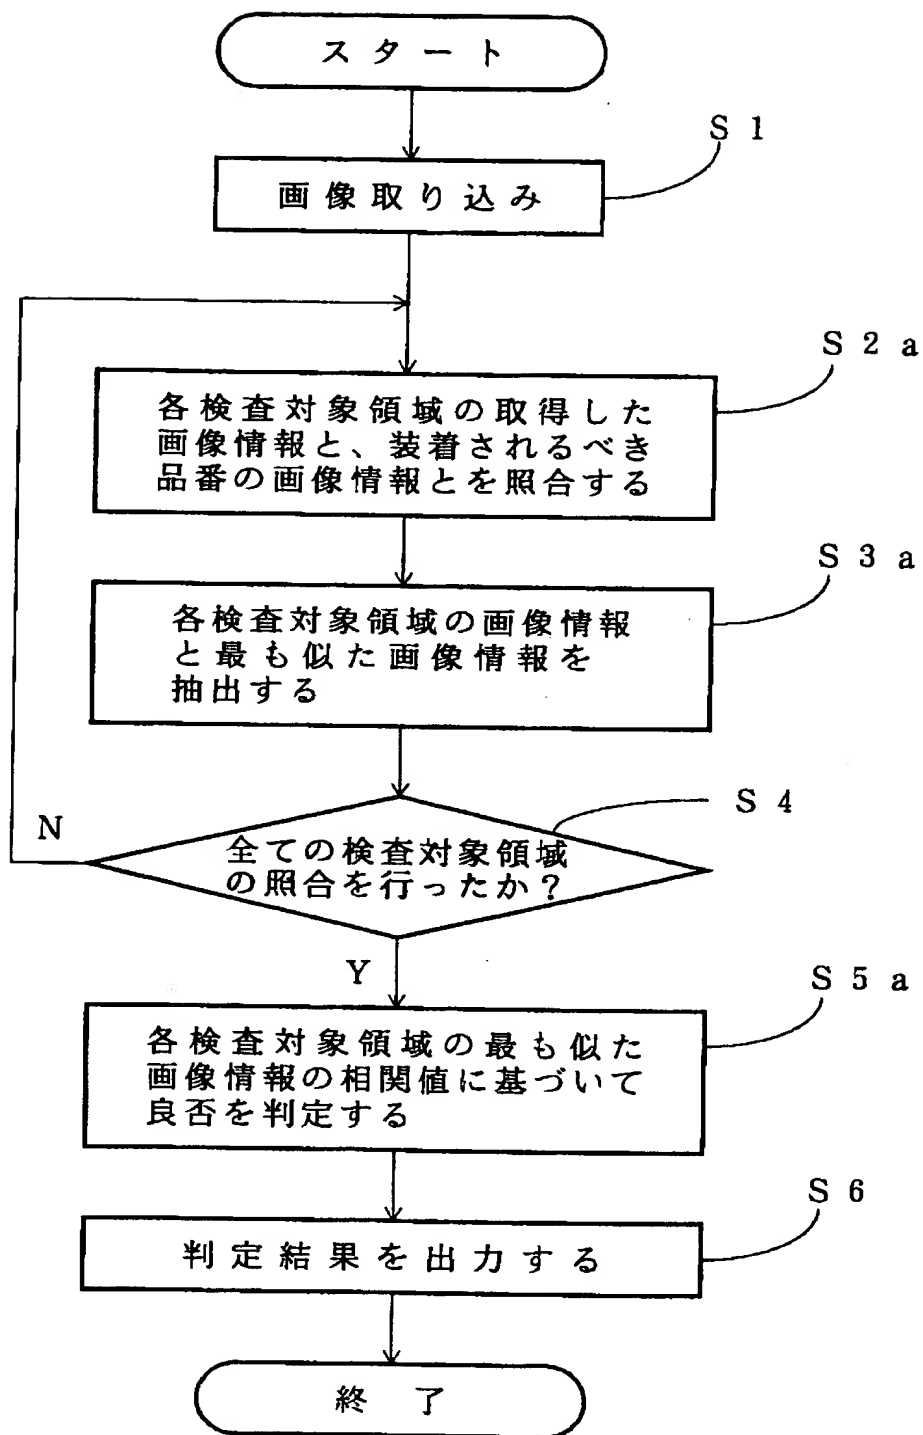 スタート
S1
画像取り込み
S2a
各検査対象領域の取得した
画像情報と、装着されるべき
品番の画像情報とを照合する
S3a
各検査対象領域の画像情報
と最も似た画像情報を
抽出する
S4
N
全ての検査対象領域
の照合を行ったか?
Y
S5a
各検査対象領域の最も似た
画像情報の相関値に基づいて
良否を判定する
S6
判定結果を出力する
終了